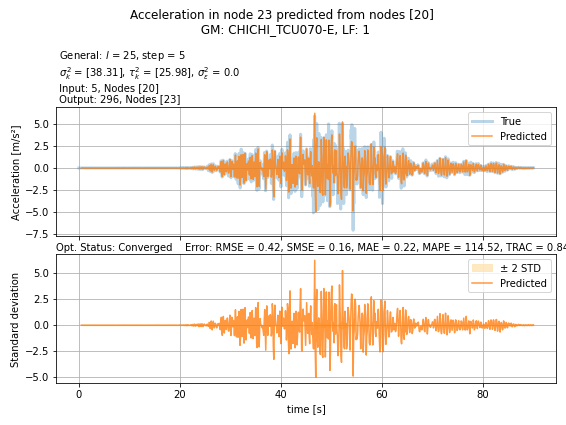 Acceleration in node 23 predicted from nodes [20]
GM: CHICHI_TCU070-E, LF: 1
General: l = 25, step = 5
σ²ₖ = [38.31], τ²ₖ = [25.98], σ²ε = 0.0
Input: 5, Nodes [20]
Output: 296, Nodes [23]
True
Predicted
Acceleration [m/s²]
5.0
2.5
0.0
−2.5
−5.0
−7.5
Opt. Status: Converged Error: RMSE = 0.42, SMSE = 0.16, MAE = 0.22, MAPE = 114.52, TRAC = 0.84
± 2 STD
Predicted
Standard deviation
5.0
2.5
0.0
−2.5
−5.0
0 20 40 60 80
time [s]